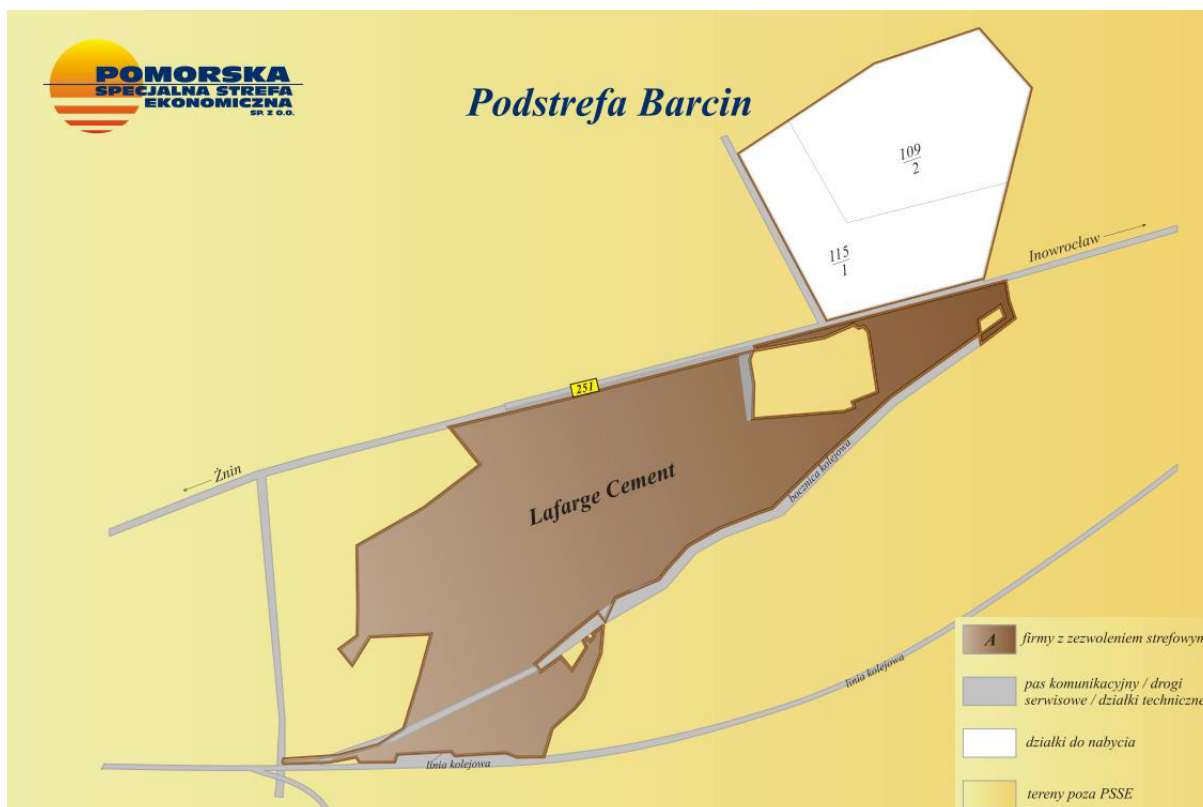 POMORSKA
SPECJALNA STREFA
EKONOMICZNA
SP. Z O.O.
Podstrefa Barcin
109
2
115
1
Inowrocław
251
Żnin
Lafarge Cement
bocznica kolejowa
linia kolejowa
linia kolejowa
A firmy z zezwoleniem strefowym
pas komunikacyjny / drogi
serwisowe / działki techniczne
działki do nabycia
tereny poza PSSE